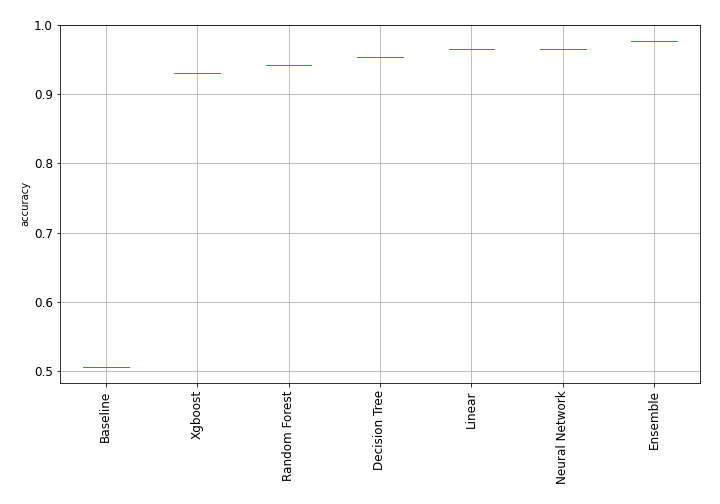 1.0
0.9
0.8
0.7
0.6
0.5
accuracy
Baseline
Xgboost
Random Forest
Decision Tree
Linear
Neural Network
Ensemble